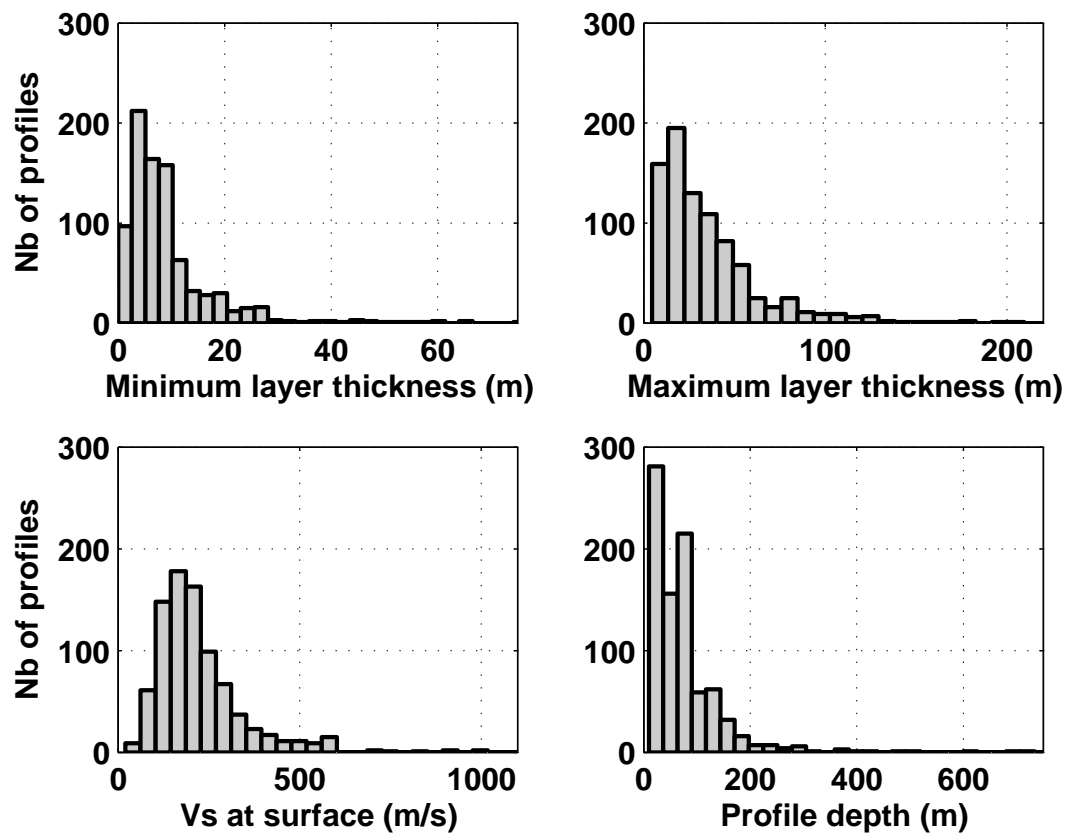 300
200
100
0
Nb of profiles
0 20 40 60
Minimum layer thickness (m)
300
200
100
0
0 100 200
Maximum layer thickness (m)
300
200
100
0
Nb of profiles
0 500 1000
Vs at surface (m/s)
300
200
100
0
0 200 400 600
Profile depth (m)